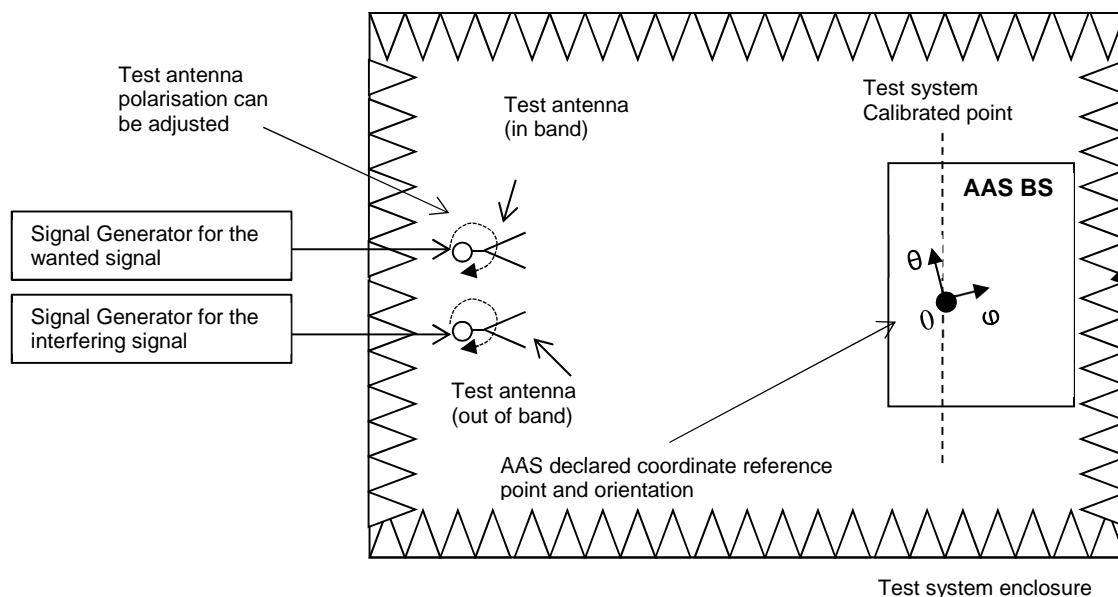 Test antenna
polarisation can
be adjusted
Test antenna
(in band)
Test system
Calibrated point
AAS BS
Signal Generator for the
wanted signal
Signal Generator for the
interfering signal
θ
0
φ
Test antenna
(out of band)
AAS declared coordinate reference
point and orientation
Test system enclosure